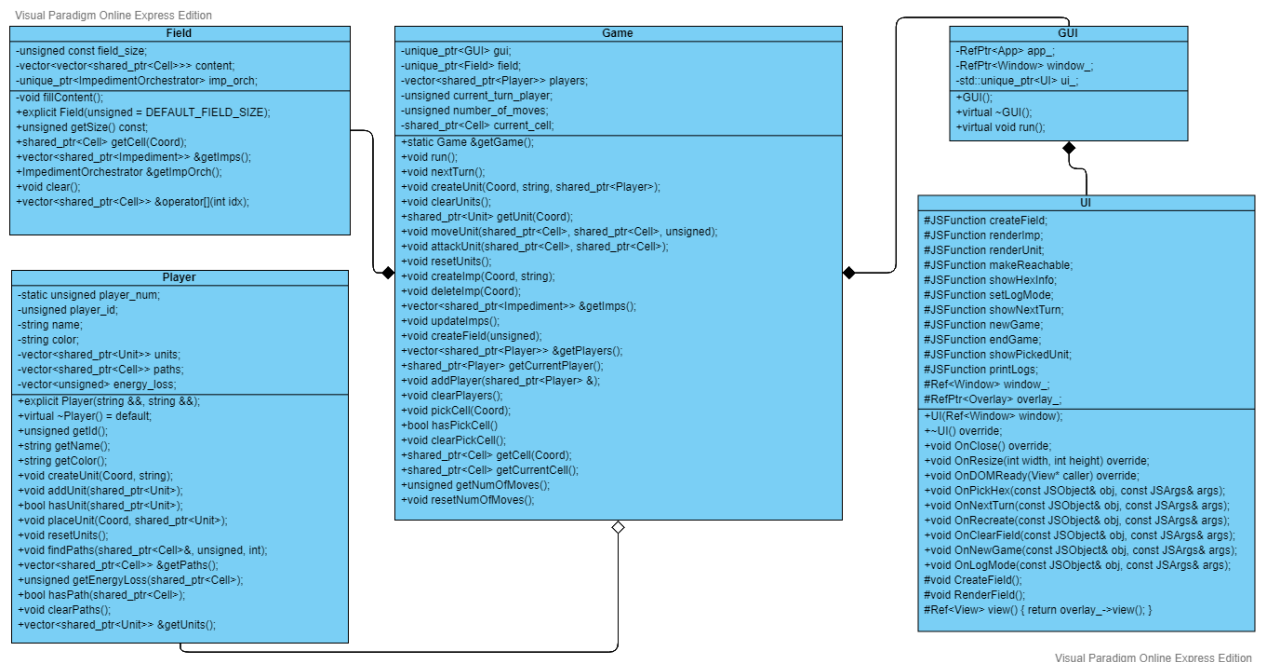 Visual Paradigm Online Express Edition
Field
-unsigned const field_size;
-vector<vector<shared_ptr<Cell>>> content;
-unique_ptr<ImpedimentOrchestrator> imp_orch;
-void fillContent();
+explicit Field(unsigned = DEFAULT_FIELD_SIZE);
+unsigned getSize() const;
+shared_ptr<Cell> getCell(Coord);
+vector<shared_ptr<Impediment>> &getImps();
+ImpedimentOrchestrator &getImpOrch();
+void clear();
+vector<shared_ptr<Cell>> &operator[](int idx);
Player
-static unsigned player_num;
-unsigned player_id;
-string name;
-string color;
-vector<shared_ptr<Unit>> units;
-vector<shared_ptr<Cell>> paths;
-vector<unsigned> energy_loss;
+explicit Player(string &&, string &&);
+virtual ~Player() = default;
+unsigned getId();
+string getName();
+string getColor();
+void createUnit(Coord, string);
+void addUnit(shared_ptr<Unit>);
+bool hasUnit(shared_ptr<Unit>);
+void placeUnit(Coord, shared_ptr<Unit>);
+void resetUnits();
+void findPaths(shared_ptr<Cell>&, unsigned, int);
+vector<shared_ptr<Cell>> &getPaths();
+unsigned getEnergyLoss(shared_ptr<Cell>);
+bool hasPath(shared_ptr<Cell>);
+void clearPaths();
+vector<shared_ptr<Unit>> &getUnits();
Game
-unique_ptr<GUI> gui;
-unique_ptr<Field> field;
-vector<shared_ptr<Player>> players;
-unsigned current_turn_player;
-unsigned number_of_moves;
-shared_ptr<Cell> current_cell;
+static Game &getGame();
+void run();
+void nextTurn();
+void createUnit(Coord, string, shared_ptr<Player>);
+void clearUnits();
+shared_ptr<Unit> getUnit(Coord);
+void moveUnit(shared_ptr<Cell>, shared_ptr<Cell>, unsigned);
+void attackUnit(shared_ptr<Cell>, shared_ptr<Cell>);
+void resetUnits();
+void createImp(Coord, string);
+void deleteImp(Coord);
+vector<shared_ptr<Impediment>> &getImps();
+void updateImps();
+void createField(unsigned);
+vector<shared_ptr<Player>> &getPlayers();
+shared_ptr<Player> getCurrentPlayer();
+void addPlayer(shared_ptr<Player> &);
+void clearPlayers();
+void pickCell(Coord);
+bool hasPickCell()
+void clearPickCell();
+shared_ptr<Cell> getCell(Coord);
+shared_ptr<Cell> getCurrentCell();
+unsigned getNumOfMoves();
+void resetNumOfMoves();
GUI
-RefPtr<App> app_;
-RefPtr<Window> window_;
-std::unique_ptr<UI> ui_;
+GUI();
+virtual ~GUI();
+virtual void run();
UI
#JSFunction createField;
#JSFunction renderImp;
#JSFunction renderUnit;
#JSFunction makeReachable;
#JSFunction showHexInfo;
#JSFunction setLogMode;
#JSFunction showNextTurn;
#JSFunction newGame;
#JSFunction endGame;
#JSFunction showPickedUnit;
#JSFunction printLogs;
#Ref<Window> window_;
#RefPtr<Overlay> overlay_;
+UI(Ref<Window> window);
+~UI() override;
+void OnClose() override;
+void OnResize(int width, int height) override;
+void OnDOMReady(View* caller) override;
+void OnPickHex(const JSObject& obj, const JSArgs& args);
+void OnNextTurn(const JSObject& obj, const JSArgs& args);
+void OnRecreate(const JSObject& obj, const JSArgs& args);
+void OnClearField(const JSObject& obj, const JSArgs& args);
+void OnNewGame(const JSObject& obj, const JSArgs& args);
+void OnLogMode(const JSObject& obj, const JSArgs& args);
#void CreateField();
#void RenderField();
#Ref<View> view() { return overlay_->view(); }
Visual Paradigm Online Express Edition